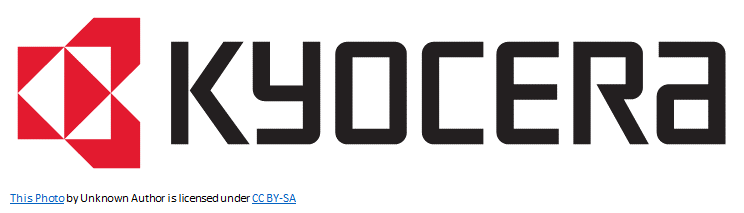 KYOCERA
This Photo by Unknown Author is licensed under CC BY-SA